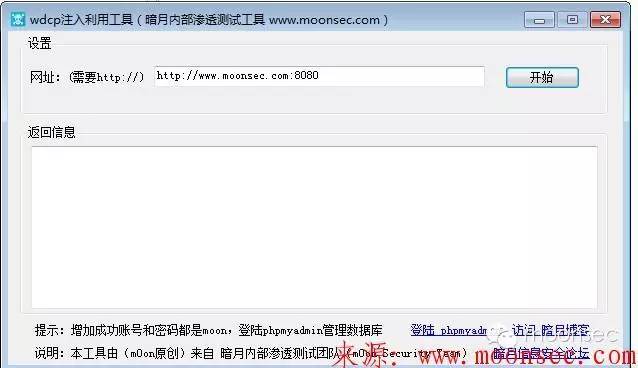 wdcp注入利用工具（暗月内部渗透测试工具 www.moonsec.com）
设置
网址：(需要http://) http://www.moonsec.com:8080 开始
返回信息
提示：增加成功账号和密码都是moon，登陆phpmyadmin管理数据库 登陆 phpmyadm 访问 暗月博客
moonsec
说明：本工具由（m0on原创）来自 暗月内部渗透测试团队 (m0on Security Team) 暗月信息安全论坛
来源：www.moonsec.com